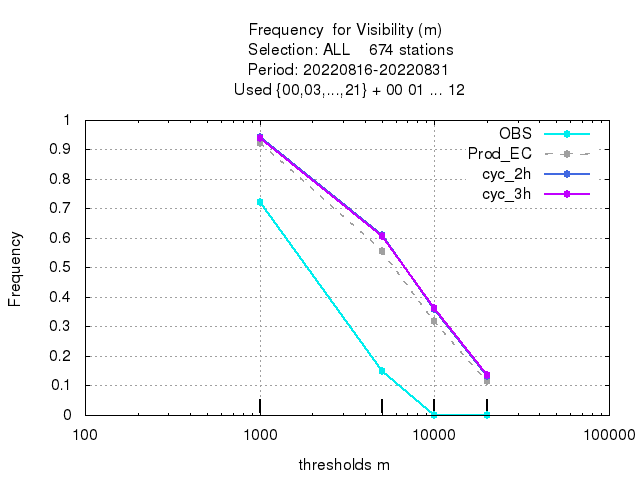 Frequency for Visibility (m)
Selection: ALL 674 stations
Period: 20220816-20220831
Used {00,03,...,21} + 00 01 ... 12
OBS
Prod_EC
cyc_2h
cyc_3h
1
0.9
0.8
0.7
0.6
0.5
0.4
0.3
0.2
0.1
0
Frequency
100
1000
10000
100000
thresholds m